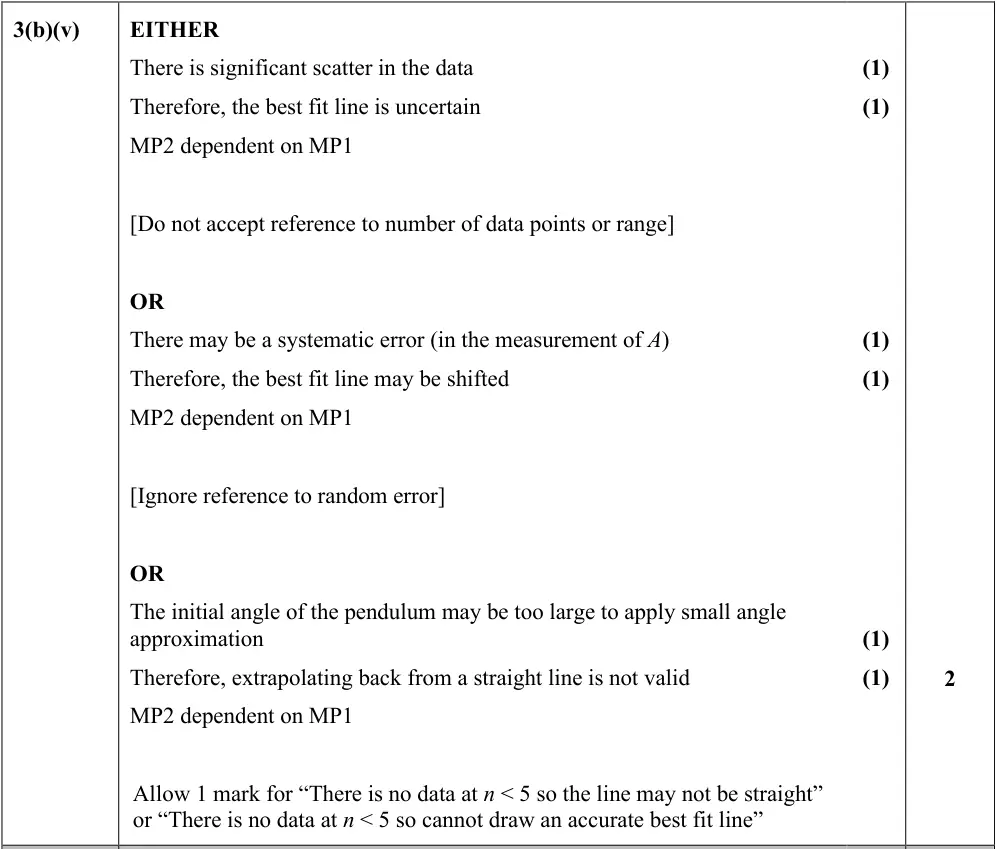 3(b)(v) EITHER
There is significant scatter in the data (1)
Therefore, the best fit line is uncertain (1)
MP2 dependent on MP1
[Do not accept reference to number of data points or range]
OR
There may be a systematic error (in the measurement of A) (1)
Therefore, the best fit line may be shifted (1)
MP2 dependent on MP1
[Ignore reference to random error]
OR
The initial angle of the pendulum may be too large to apply small angle
approximation (1)
Therefore, extrapolating back from a straight line is not valid (1) 2
MP2 dependent on MP1
Allow 1 mark for “There is no data at n < 5 so the line may not be straight”
or “There is no data at n < 5 so cannot draw an accurate best fit line”